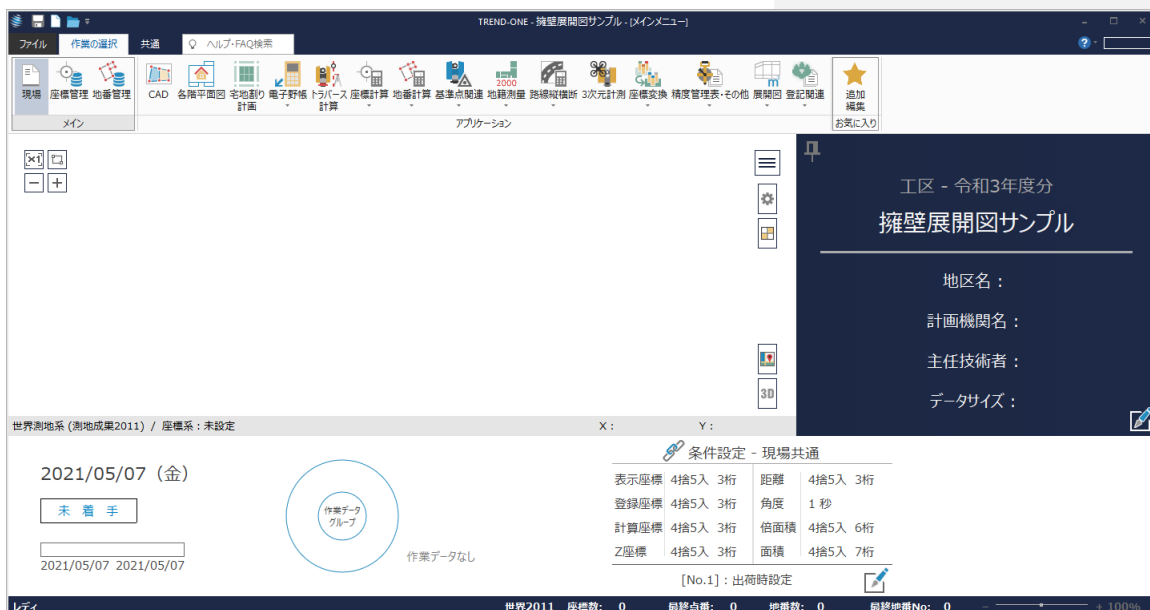 TREND-ONE - 擁壁展開図サンプル - [メインメニュー]
ファイル 作業の選択 共通 ヘルプ・FAQ検索
現場 座標管理 地番管理 CAD 各階平面図 宅地割り計画 電子野帳 トラバース計算 座標計算 地番計算 基準点関連 地籍測量 路線縦横断 3次元計測 座標変換 精度管理表・その他 展開図 登記関連 追加編集
メイン アプリケーション お気に入り
工区 - 令和3年度分
擁壁展開図サンプル
地区名：
計画機関名：
主任技術者：
データサイズ：
3D
世界測地系 (測地成果2011) / 座標系：未設定 X： Y：
2021/05/07（金）
未 着 手
2021/05/07 2021/05/07
作業データ
グループ
作業データなし
条件設定 - 現場共通
表示座標 4捨5入 3桁 距離 4捨5入 3桁
登録座標 4捨5入 3桁 角度 1 秒
計算座標 4捨5入 3桁 倍面積 4捨5入 6桁
Z座標 4捨5入 3桁 面積 4捨5入 7桁
[No.1]：出荷時設定
レディ 世界2011 座標数: 0 最終点番: 0 地番数: 0 最終地番No: 0 - + 100%